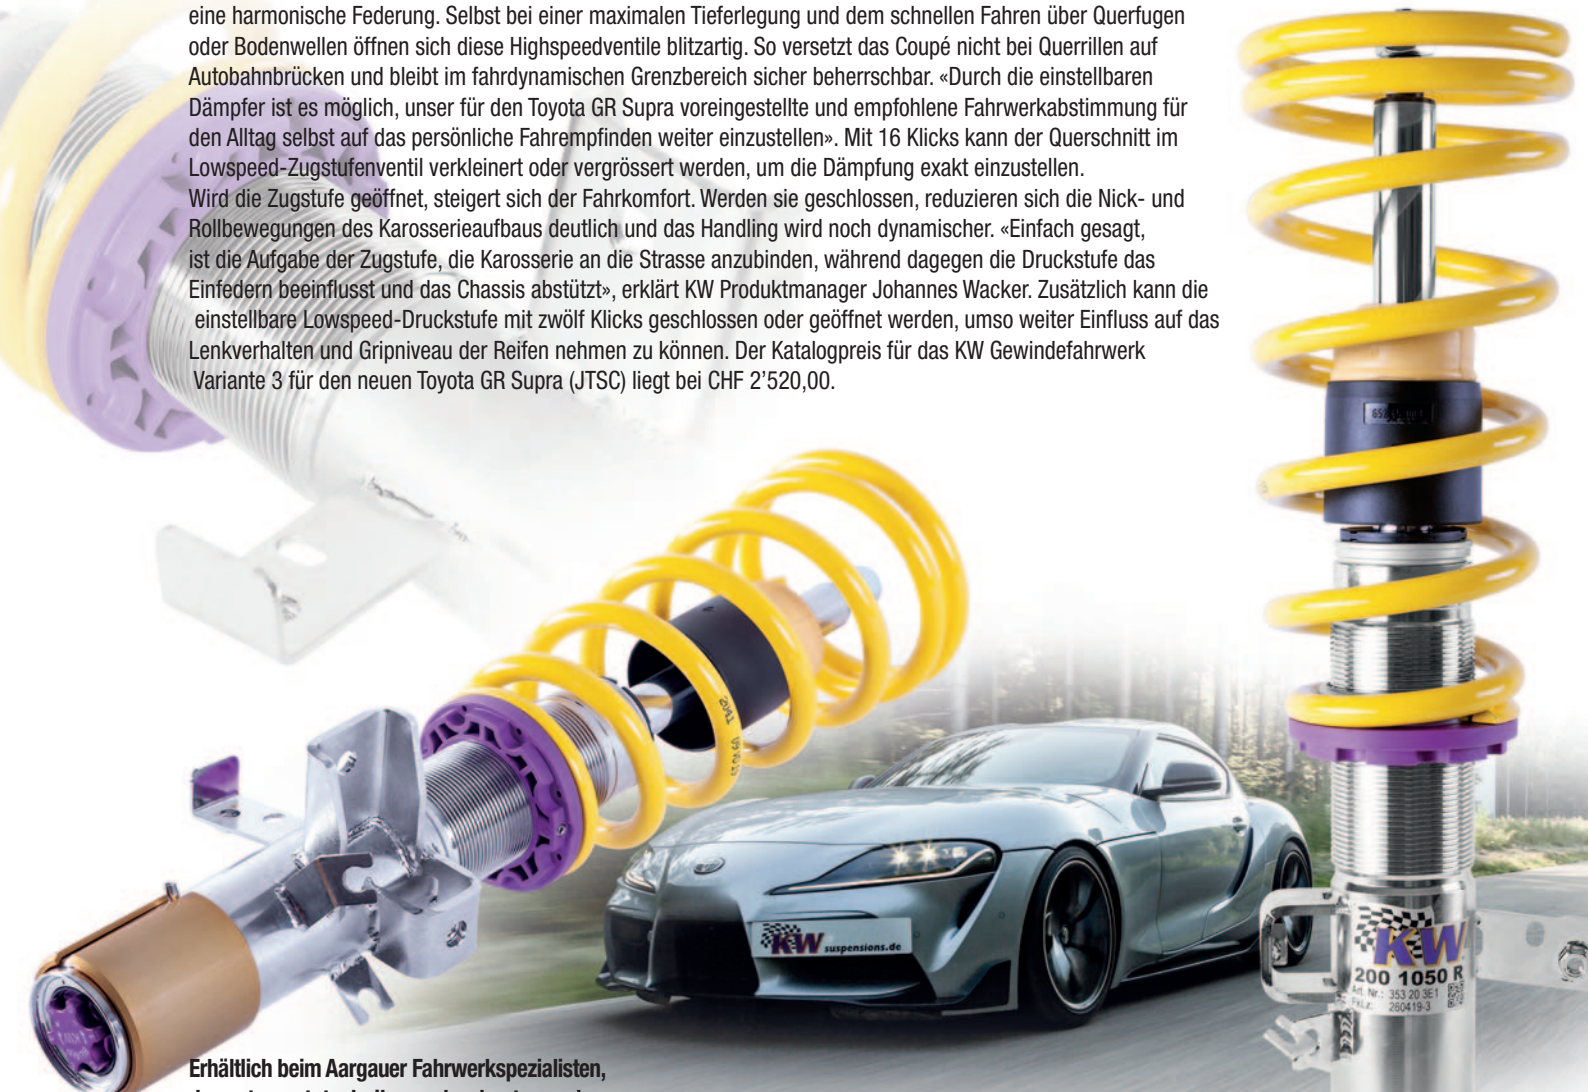 eine harmonische Federung. Selbst bei einer maximalen Tieferlegung und dem schnellen Fahren über Querfugen
oder Bodenwellen öffnen sich diese Highspeedventile blitzartig. So versetzt das Coupé nicht bei Querrillen auf
Autobahnbrücken und bleibt im fahrdynamischen Grenzbereich sicher beherrschbar. «Durch die einstellbaren
Dämpfer ist es möglich, unser für den Toyota GR Supra voreingestellte und empfohlene Fahrwerkabstimmung für
den Alltag selbst auf das persönliche Fahrempfinden weiter einzustellen». Mit 16 Klicks kann der Querschnitt im
Lowspeed-Zugstufenventil verkleinert oder vergrössert werden, um die Dämpfung exakt einzustellen.
Wird die Zugstufe geöffnet, steigert sich der Fahrkomfort. Werden sie geschlossen, reduzieren sich die Nick- und
Rollbewegungen des Karosserieaufbaus deutlich und das Handling wird noch dynamischer. «Einfach gesagt,
ist die Aufgabe der Zugstufe, die Karosserie an die Strasse anzubinden, während dagegen die Druckstufe das
Einfedern beeinflusst und das Chassis abstützt», erklärt KW Produktmanager Johannes Wacker. Zusätzlich kann die
einstellbare Lowspeed-Druckstufe mit zwölf Klicks geschlossen oder geöffnet werden, umso weiter Einfluss auf das
Lenkverhalten und Gripniveau der Reifen nehmen zu können. Der Katalogpreis für das KW Gewindefahrwerk
Variante 3 für den neuen Toyota GR Supra (JTSC) liegt bei CHF 2'520,00.
KW suspensions.de
KW
200 1050 R
Art. Nr.: 353 20 3E1
260419-3
Erhältlich beim Aargauer Fahrwerkspezialisten,